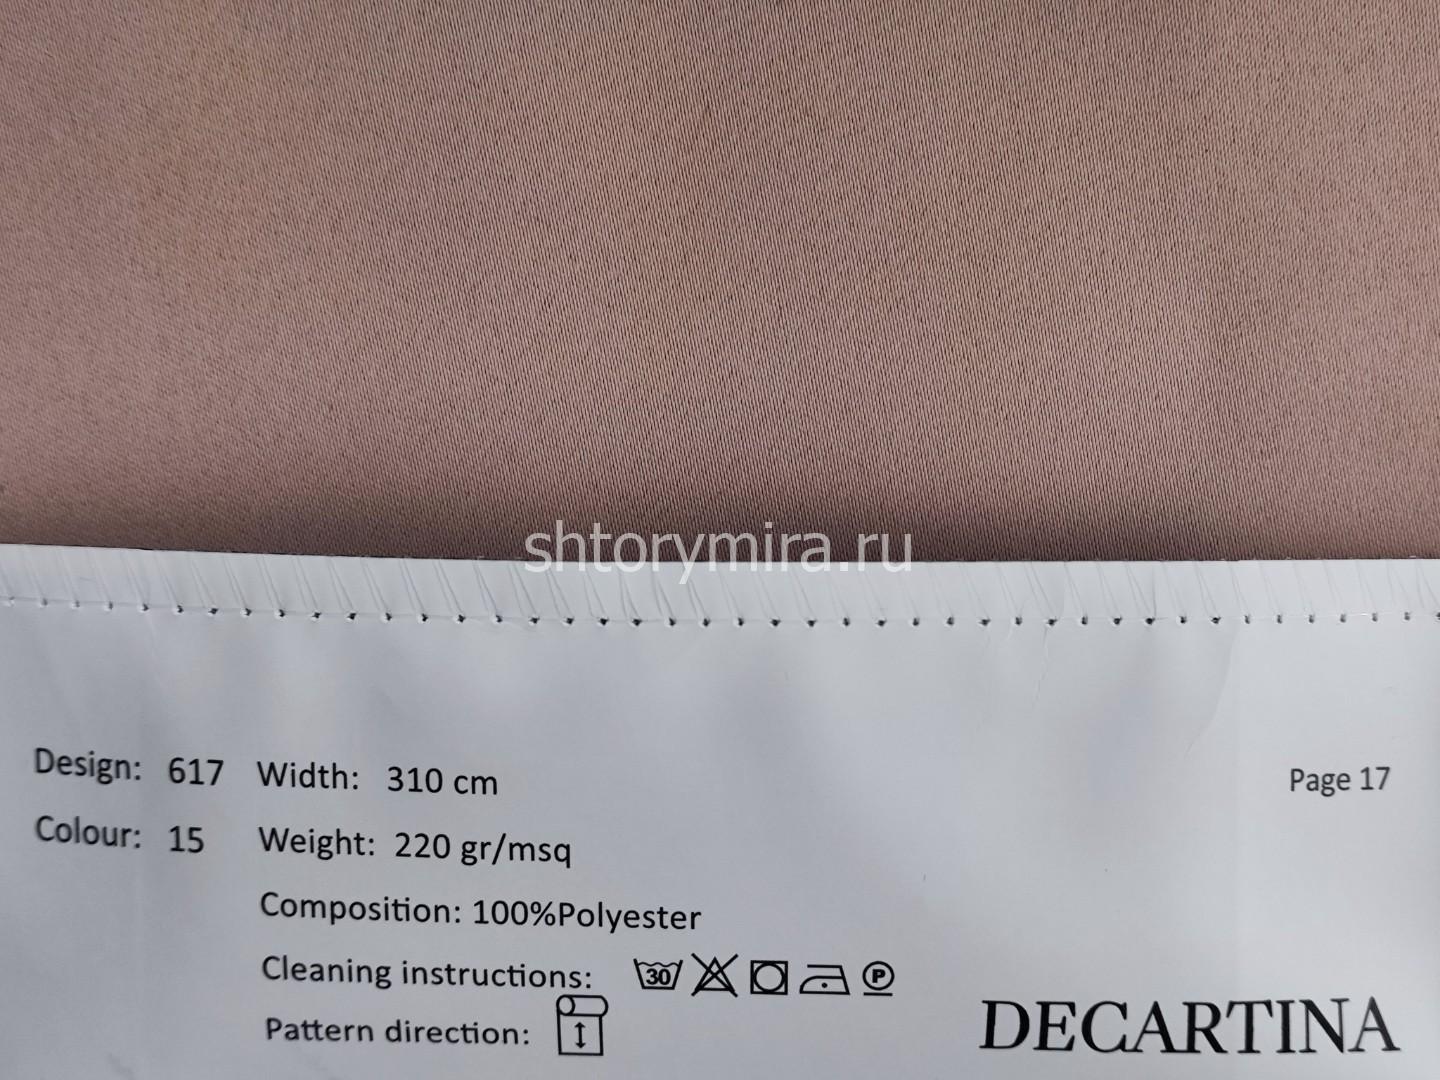 shtorymira.ru
Design: 617 Width: 310 cm Page 17
Colour: 15 Weight: 220 gr/msq
Composition: 100%Polyester
Cleaning instructions: 30 P
Pattern direction:
DECARTINA